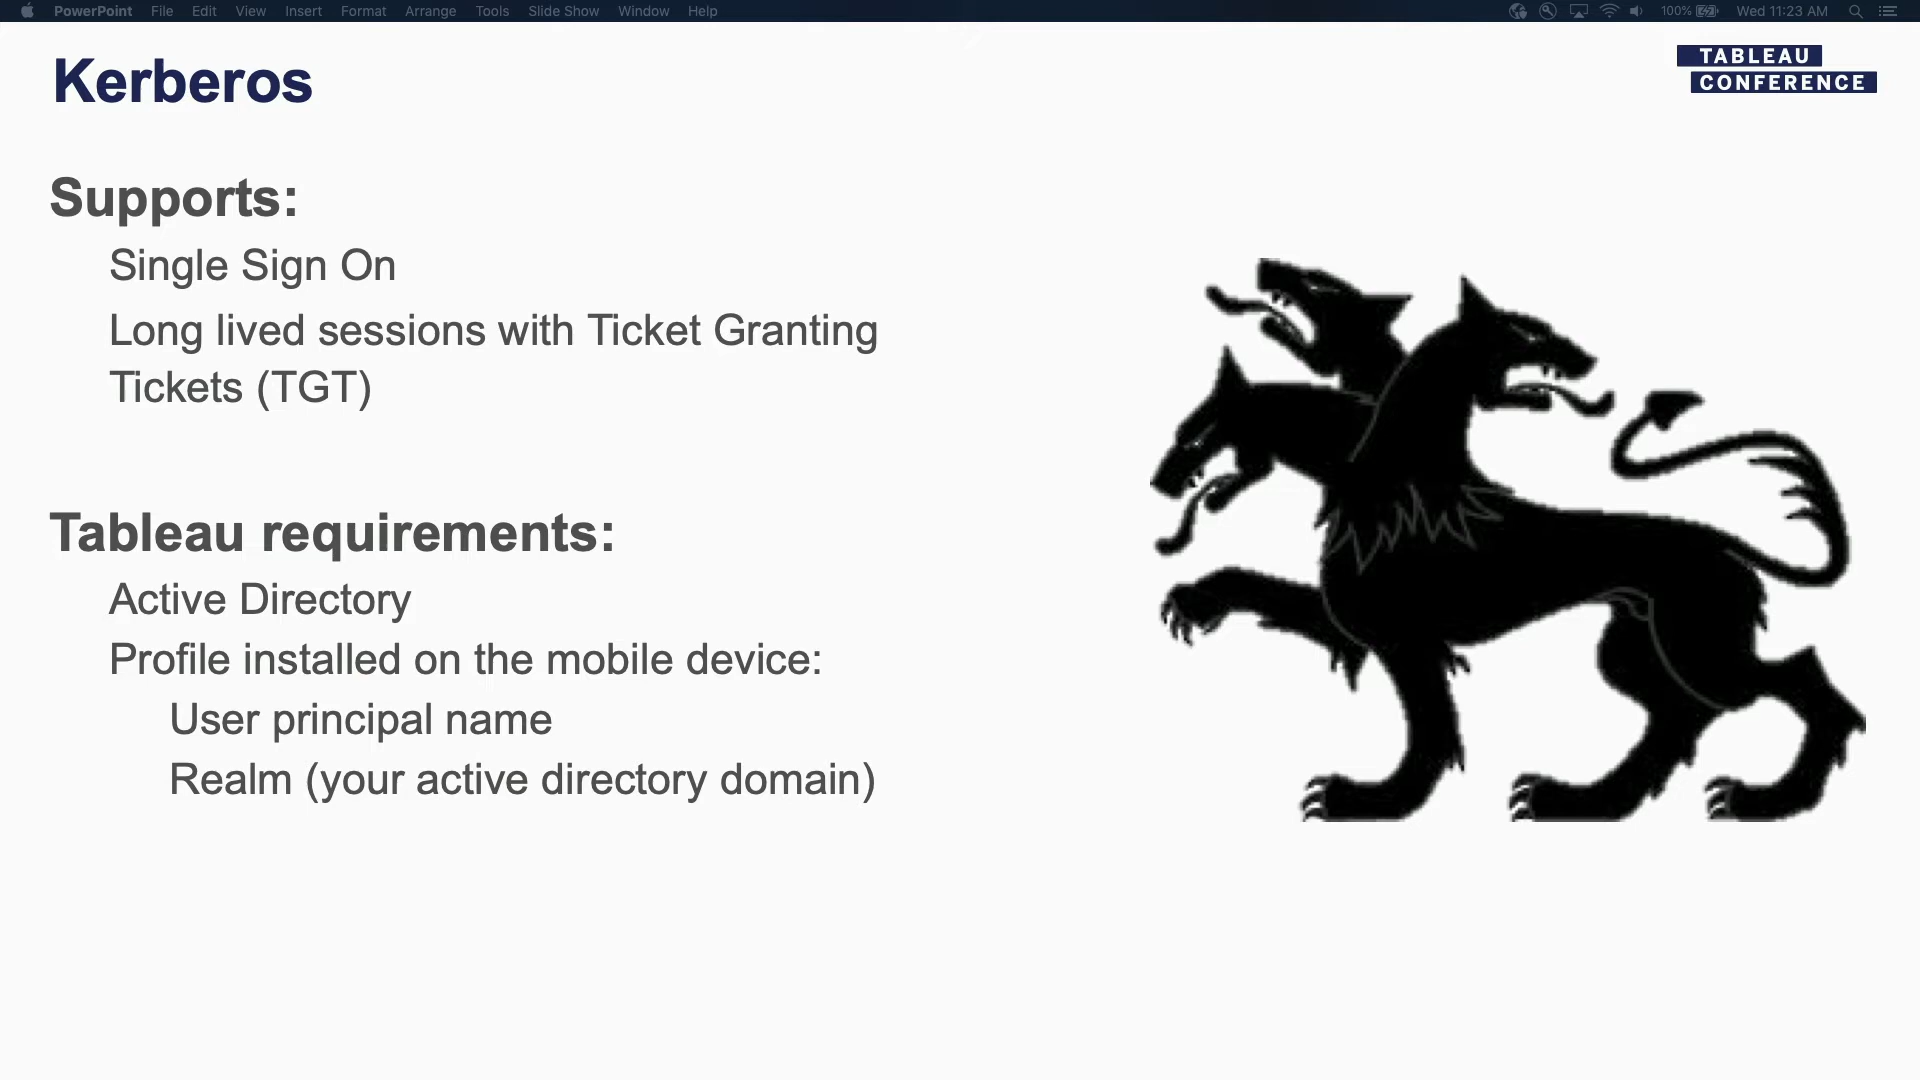 PowerPoint File Edit View Insert Format Arrange Tools Slide Show Window Help 100% Wed 11:23 AM
Kerberos
TABLEAU
CONFERENCE
Supports:
Single Sign On
Long lived sessions with Ticket Granting
Tickets (TGT)
Tableau requirements:
Active Directory
Profile installed on the mobile device:
User principal name
Realm (your active directory domain)